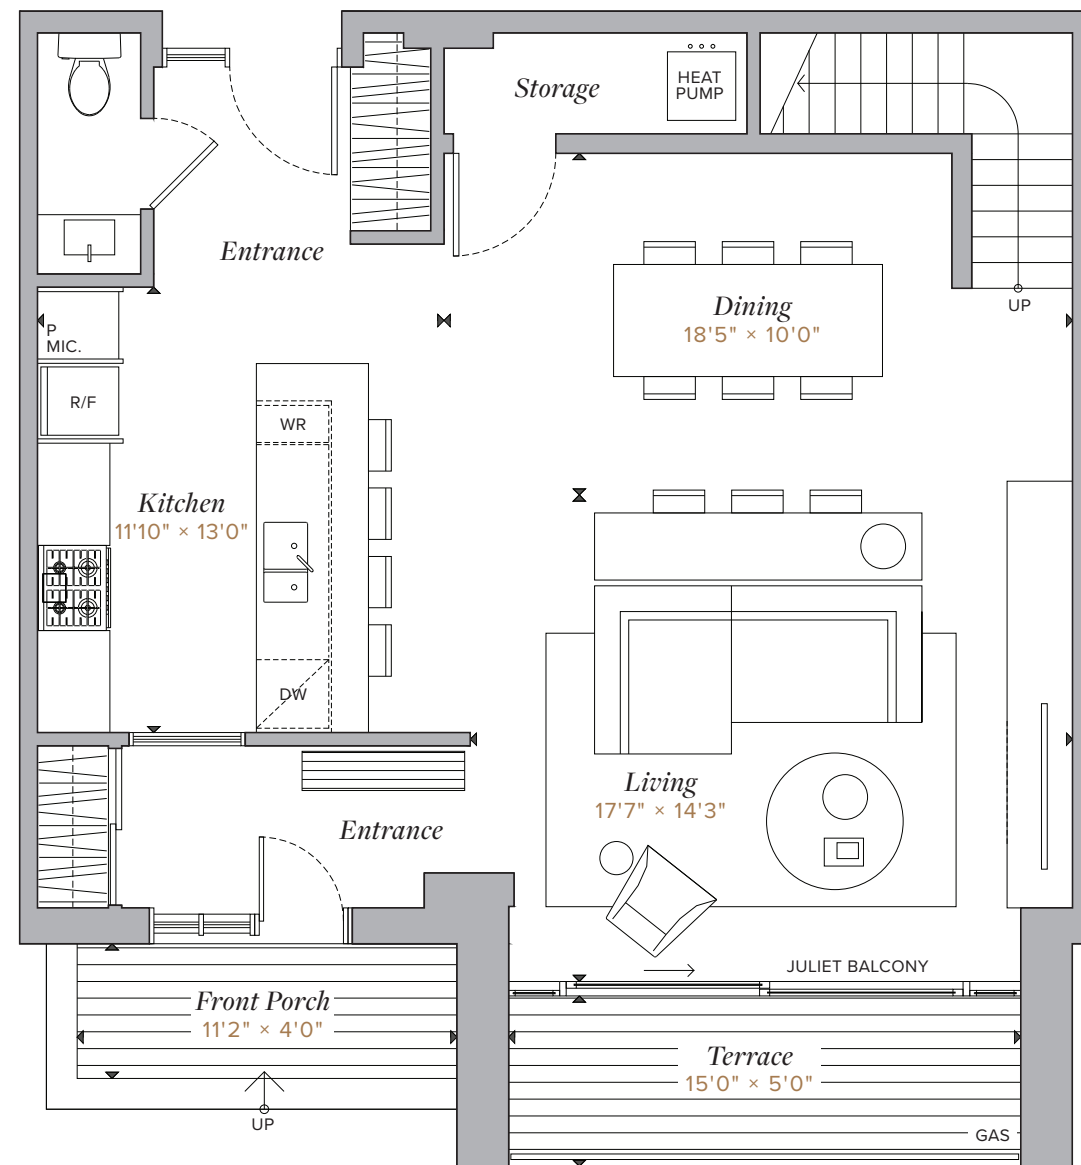 Storage
HEAT
PUMP
Entrance
UP
Dining
18'5" × 10'0"
P
MIC.
R/F
WR
Kitchen
11'10" × 13'0"
DW
Living
17'7" × 14'3"
Entrance
JULIET BALCONY
Front Porch
11'2" × 4'0"
Terrace
15'0" × 5'0"
UP
GAS